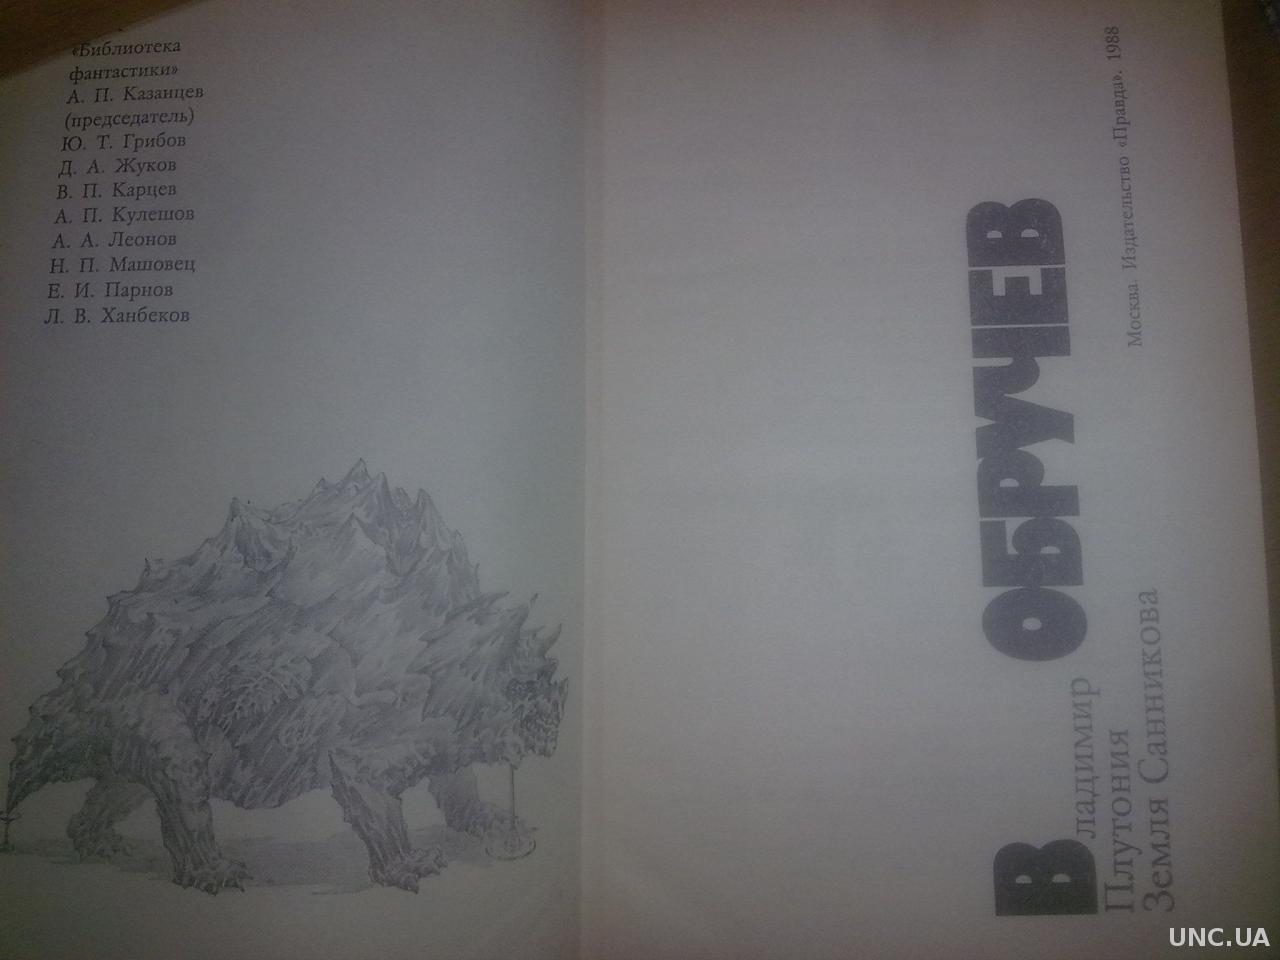 «Библиотека
фантастики»
А. П. Казанцев
(председатель)
Ю. Т. Грибов
Д. А. Жуков
В. П. Карцев
А. П. Кулешов
А. А. Леонов
Н. П. Машовец
Е. И. Парнов
Л. В. Ханбеков
Владимир ОБРУЧЕВ
Плутония
Земля Санникова
Москва. Издательство «Правда». 1988
UNC.UA